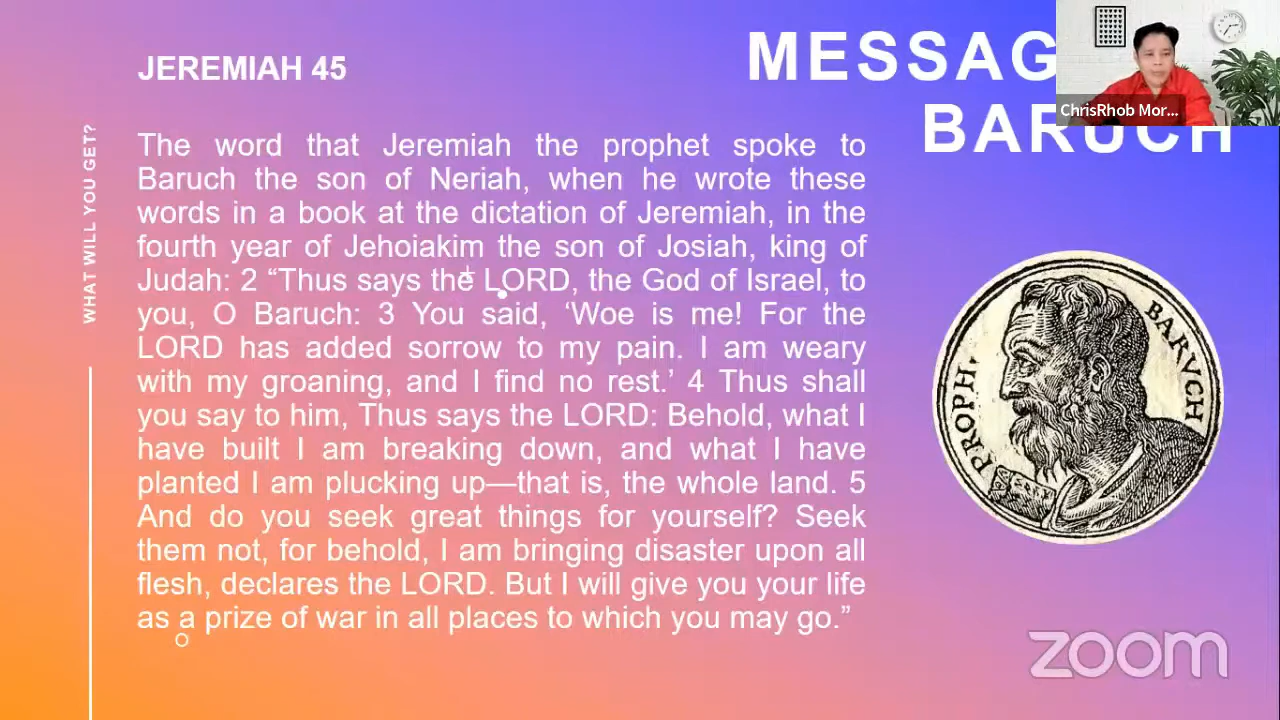 JEREMIAH 45
MESSAG
BARUCH
ChrisRhob Mor...
WHAT WILL YOU GET?
The word that Jeremiah the prophet spoke to
Baruch the son of Neriah, when he wrote these
words in a book at the dictation of Jeremiah, in the
fourth year of Jehoiakim the son of Josiah, king of
Judah: 2 “Thus says the LORD, the God of Israel, to
you, O Baruch: 3 You said, ‘Woe is me! For the
LORD has added sorrow to my pain. I am weary
with my groaning, and I find no rest.’ 4 Thus shall
you say to him, Thus says the LORD: Behold, what I
have built I am breaking down, and what I have
planted I am plucking up—that is, the whole land. 5
And do you seek great things for yourself? Seek
them not, for behold, I am bringing disaster upon all
flesh, declares the LORD. But I will give you your life
as a prize of war in all places to which you may go.”
PROPH.
BARVCH
zoom